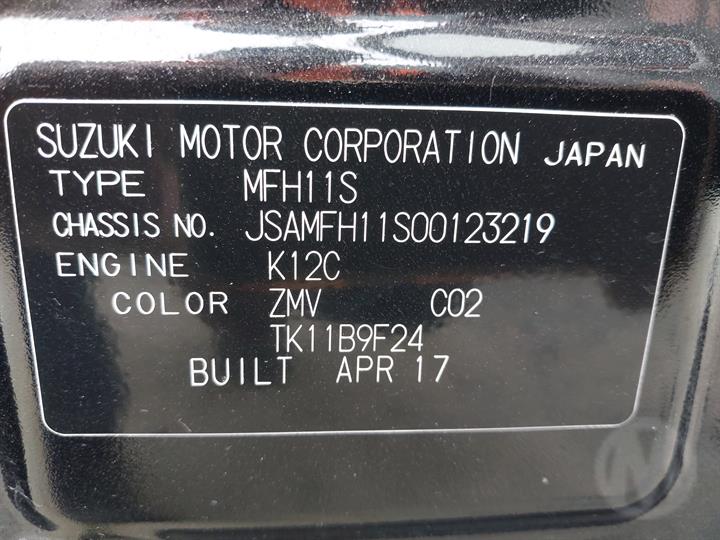 SUZUKI MOTOR CORPORATION JAPAN
TYPE MFH11S
CHASSIS NO. JSAMFH11S00123219
ENGINE K12C
COLOR ZMV C02
TK11B9F24
BUILT APR 17